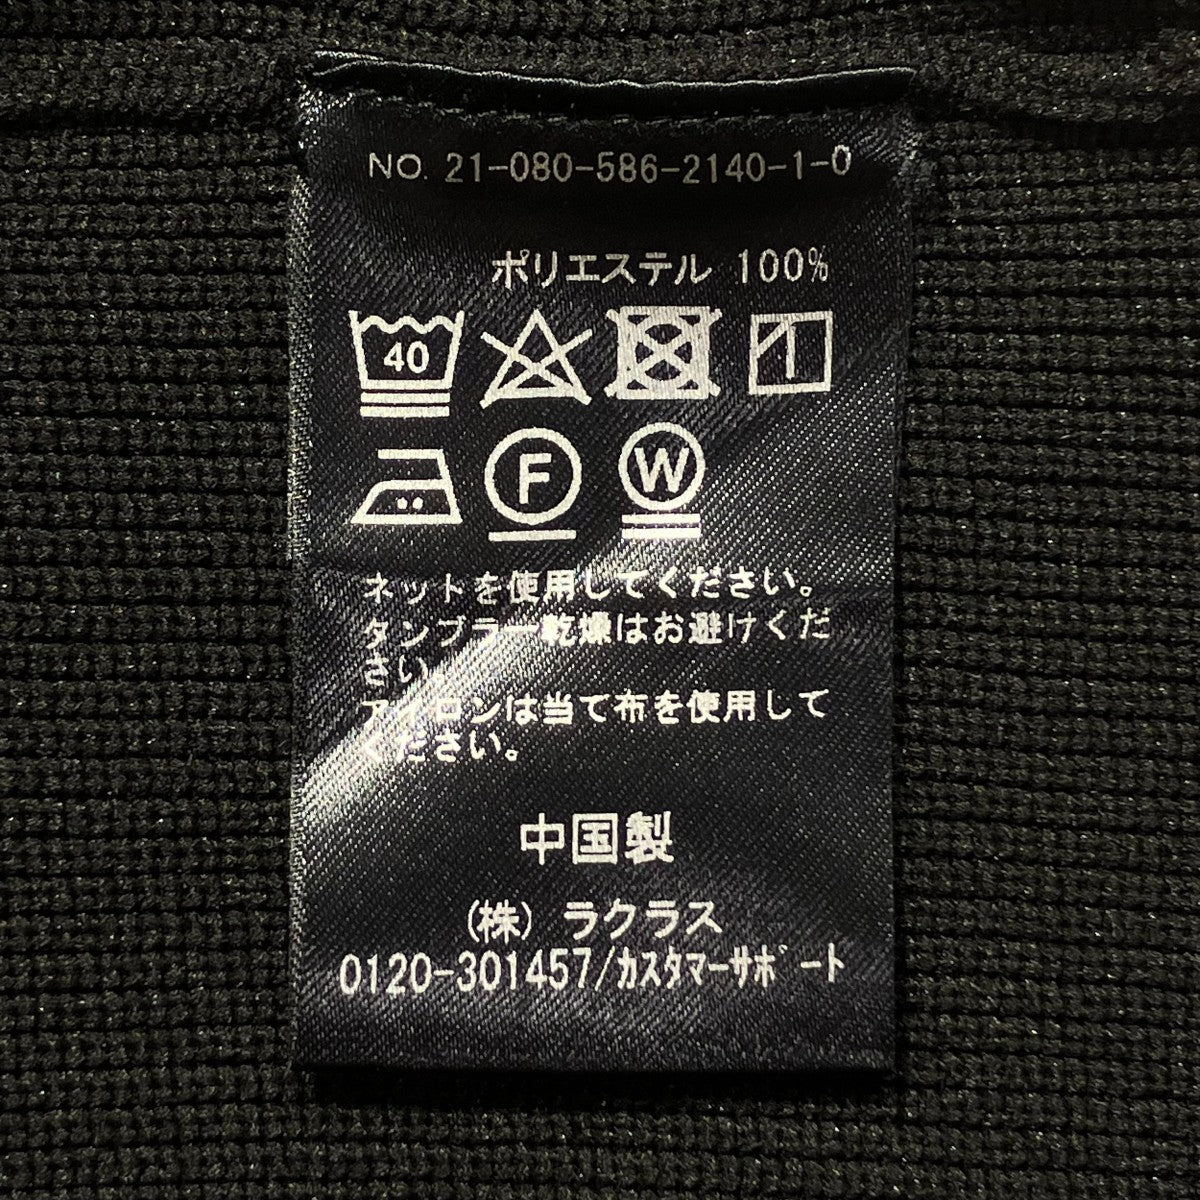 NO. 21-080-586-2140-1-0
ポリエステル 100%
40
F W
ネットを使用してください。
タンブラー乾燥はお避けくだ
さい。
アイロンは当て布を使用して
ください。
中国製
(株) ラクラス
0120-301457/ｶｽﾀﾏｰｻﾎﾟｰﾄ